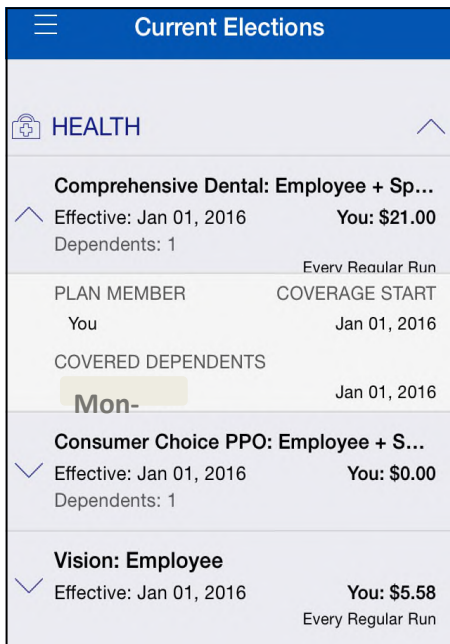 Current Elections
HEALTH
Comprehensive Dental: Employee + Sp...
Effective: Jan 01, 2016 You: $21.00
Dependents: 1
Every Regular Run
PLAN MEMBER COVERAGE START
You Jan 01, 2016
COVERED DEPENDENTS
Mon- Jan 01, 2016
Consumer Choice PPO: Employee + S...
Effective: Jan 01, 2016 You: $0.00
Dependents: 1
Vision: Employee
Effective: Jan 01, 2016 You: $5.58
Every Regular Run